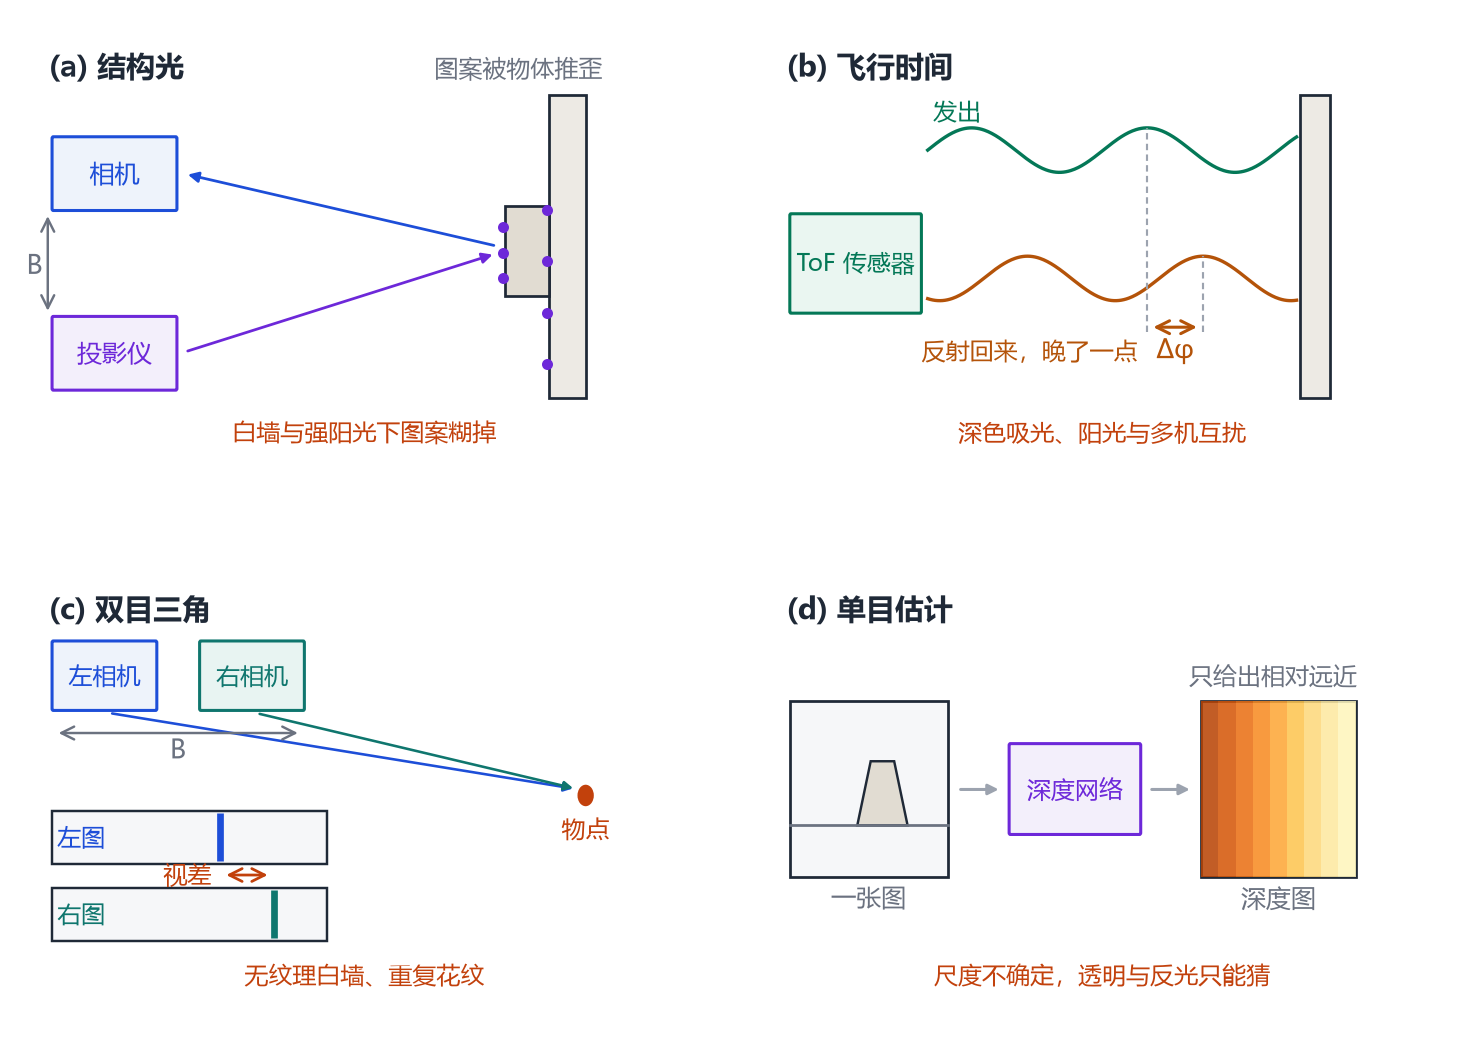 (a) 结构光
图案被物体推歪
相机
B
投影仪
白墙与强阳光下图案糊掉
(b) 飞行时间
发出
ToF 传感器
反射回来，晚了一点
Δφ
深色吸光、阳光与多机互扰
(c) 双目三角
左相机
右相机
B
物点
左图
视差
右图
无纹理白墙、重复花纹
(d) 单目估计
只给出相对远近
深度网络
一张图
深度图
尺度不确定，透明与反光只能猜